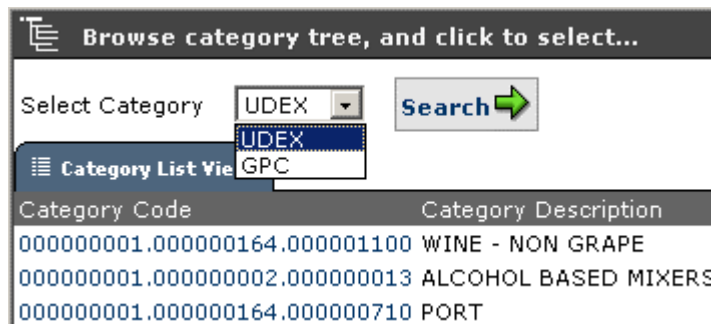 Browse category tree, and click to select...
Select Category UDEX Search
UDEX
GPC
Category List Vie
Category Code Category Description
000000001.000000164.000001100 WINE - NON GRAPE
000000001.000000002.000000013 ALCOHOL BASED MIXERS
000000001.000000164.000000710 PORT